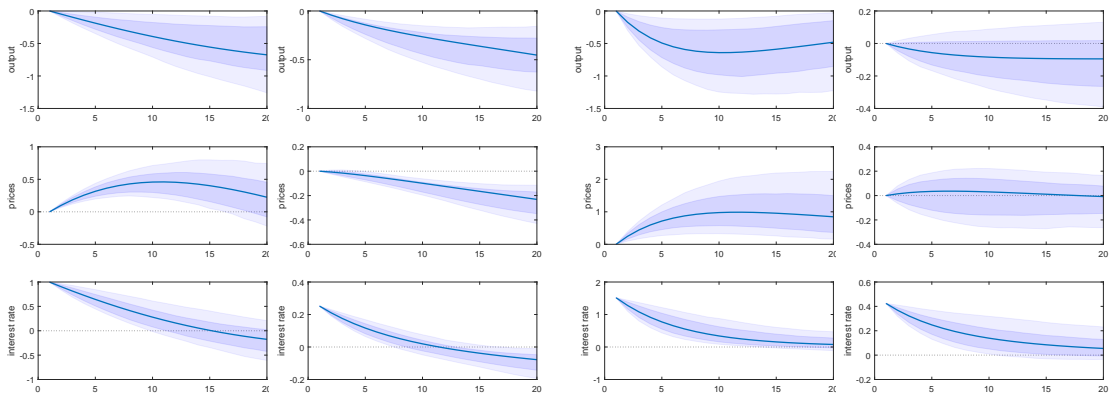 0 0 0 0.2
output -0.5 output output -0.5 output 0
-0.5
-1 -1 -0.2
-1.5 -1 -1.5 -0.4
0 5 10 15 20 0 5 10 15 20 0 5 10 15 20 0 5 10 15 20
1 0.2 3 0.4
prices 0.5 prices 0 prices 2 prices 0.2
-0.2 0
0 1
-0.4 0.2
-0.5 -0.6 0 0.4
0 5 10 15 20 0 5 10 15 20 0 5 10 15 20 0 5 10 15 20
1 0.4 2 0.6
interest rate 0.5 interest rate 0.2 interest rate 1 interest rate 0.4
0 0.2
-0.5 0 0 0
-1 -0.2 -1 -0.2
0 5 10 15 20 0 5 10 15 20 0 5 10 15 20 0 5 10 15 20